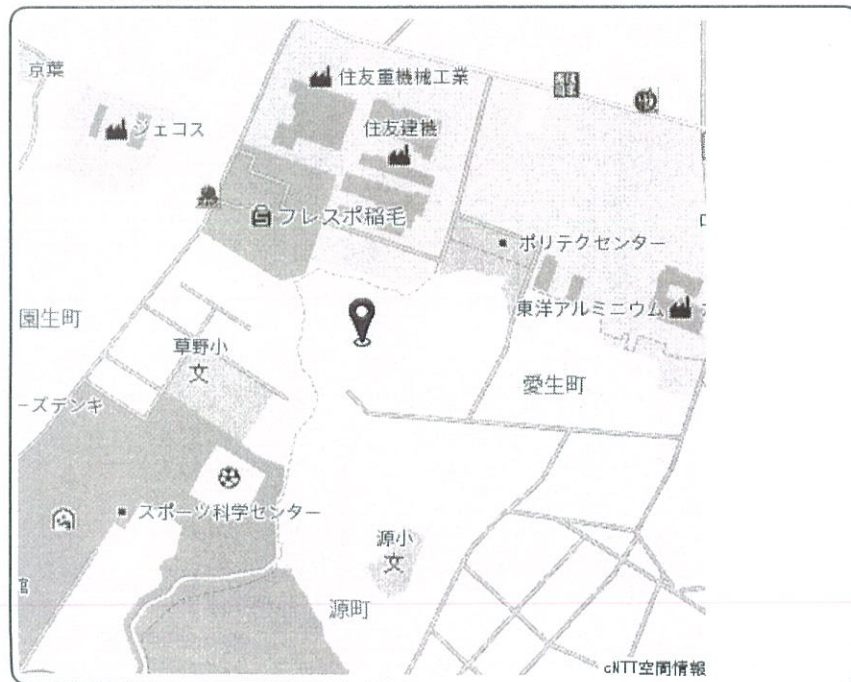 京葉
住友重機械工業
ジェコス
住友建機
フレスポ稲毛
ポリテクセンター
東洋アルミニウム
園生町
草野小
文
愛生町
ーズデンキ
スポーツ科学センター
源小
文
源町
cNTT空間情報